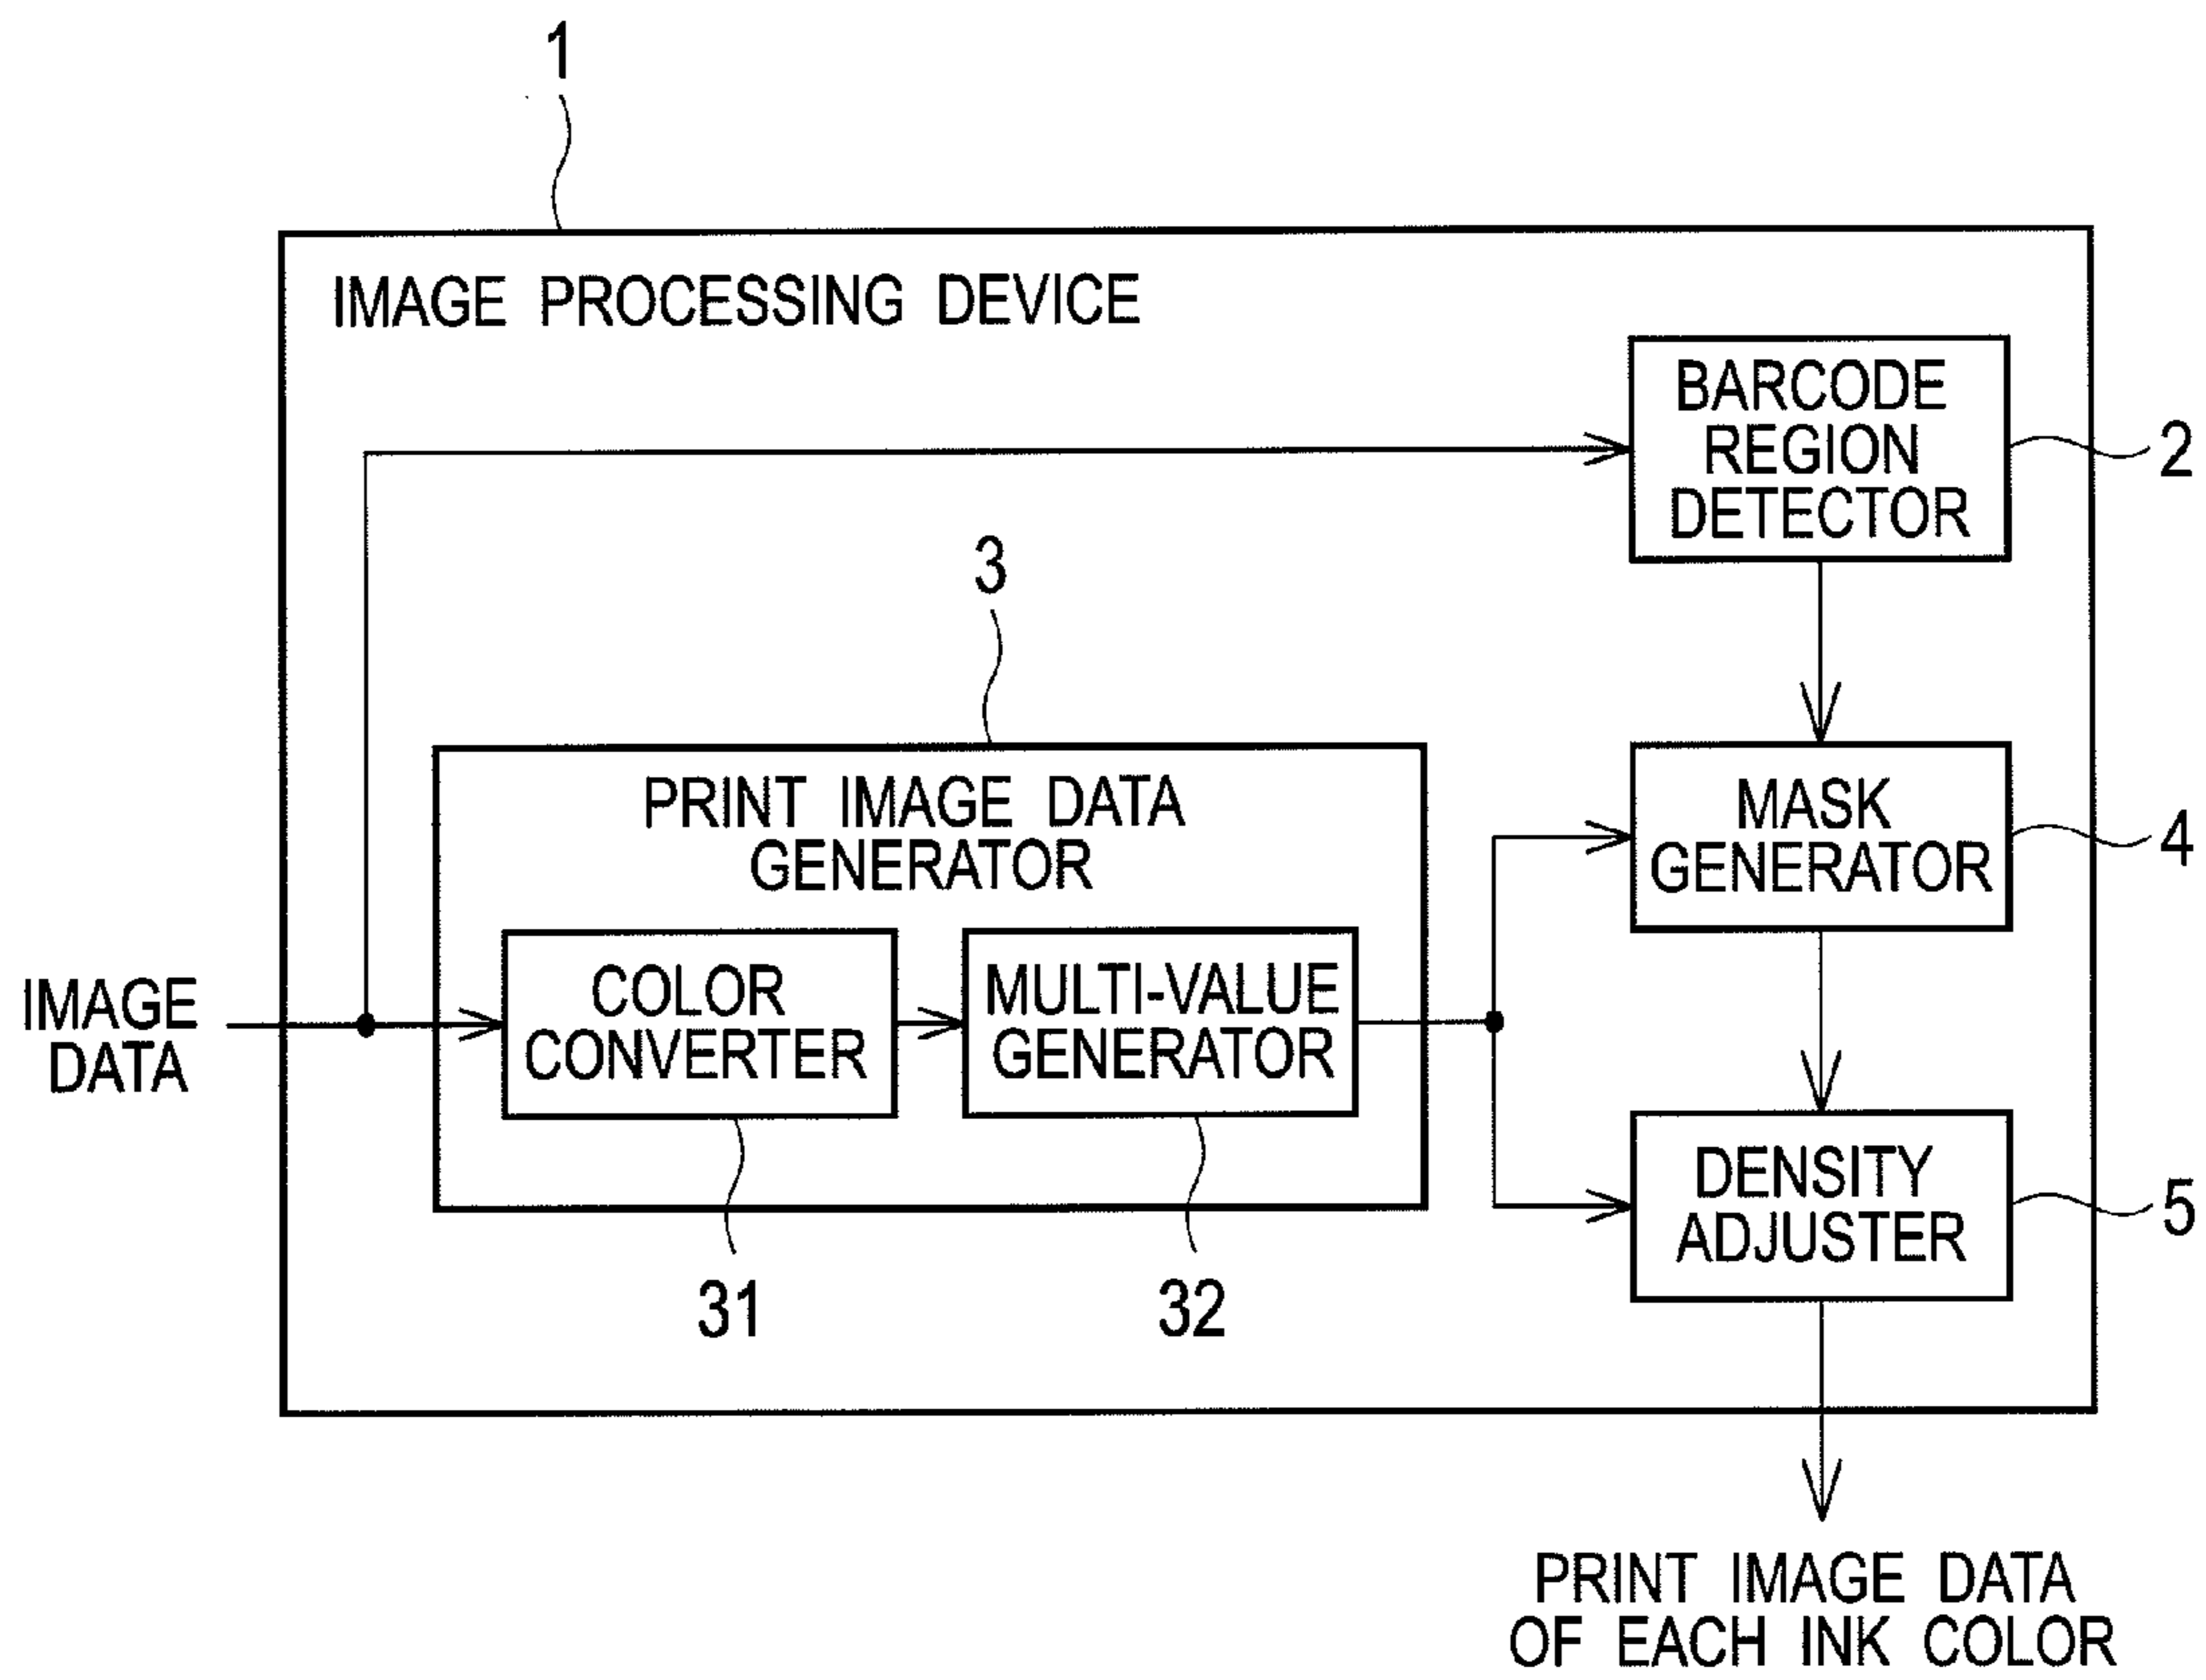 1
IMAGE PROCESSING DEVICE
BARCODE
REGION
DETECTOR
2
3
PRINT IMAGE DATA
GENERATOR
MASK
GENERATOR
4
IMAGE
DATA
COLOR
CONVERTER
MULTI-VALUE
GENERATOR
DENSITY
ADJUSTER
5
31
32
PRINT IMAGE DATA
OF EACH INK COLOR